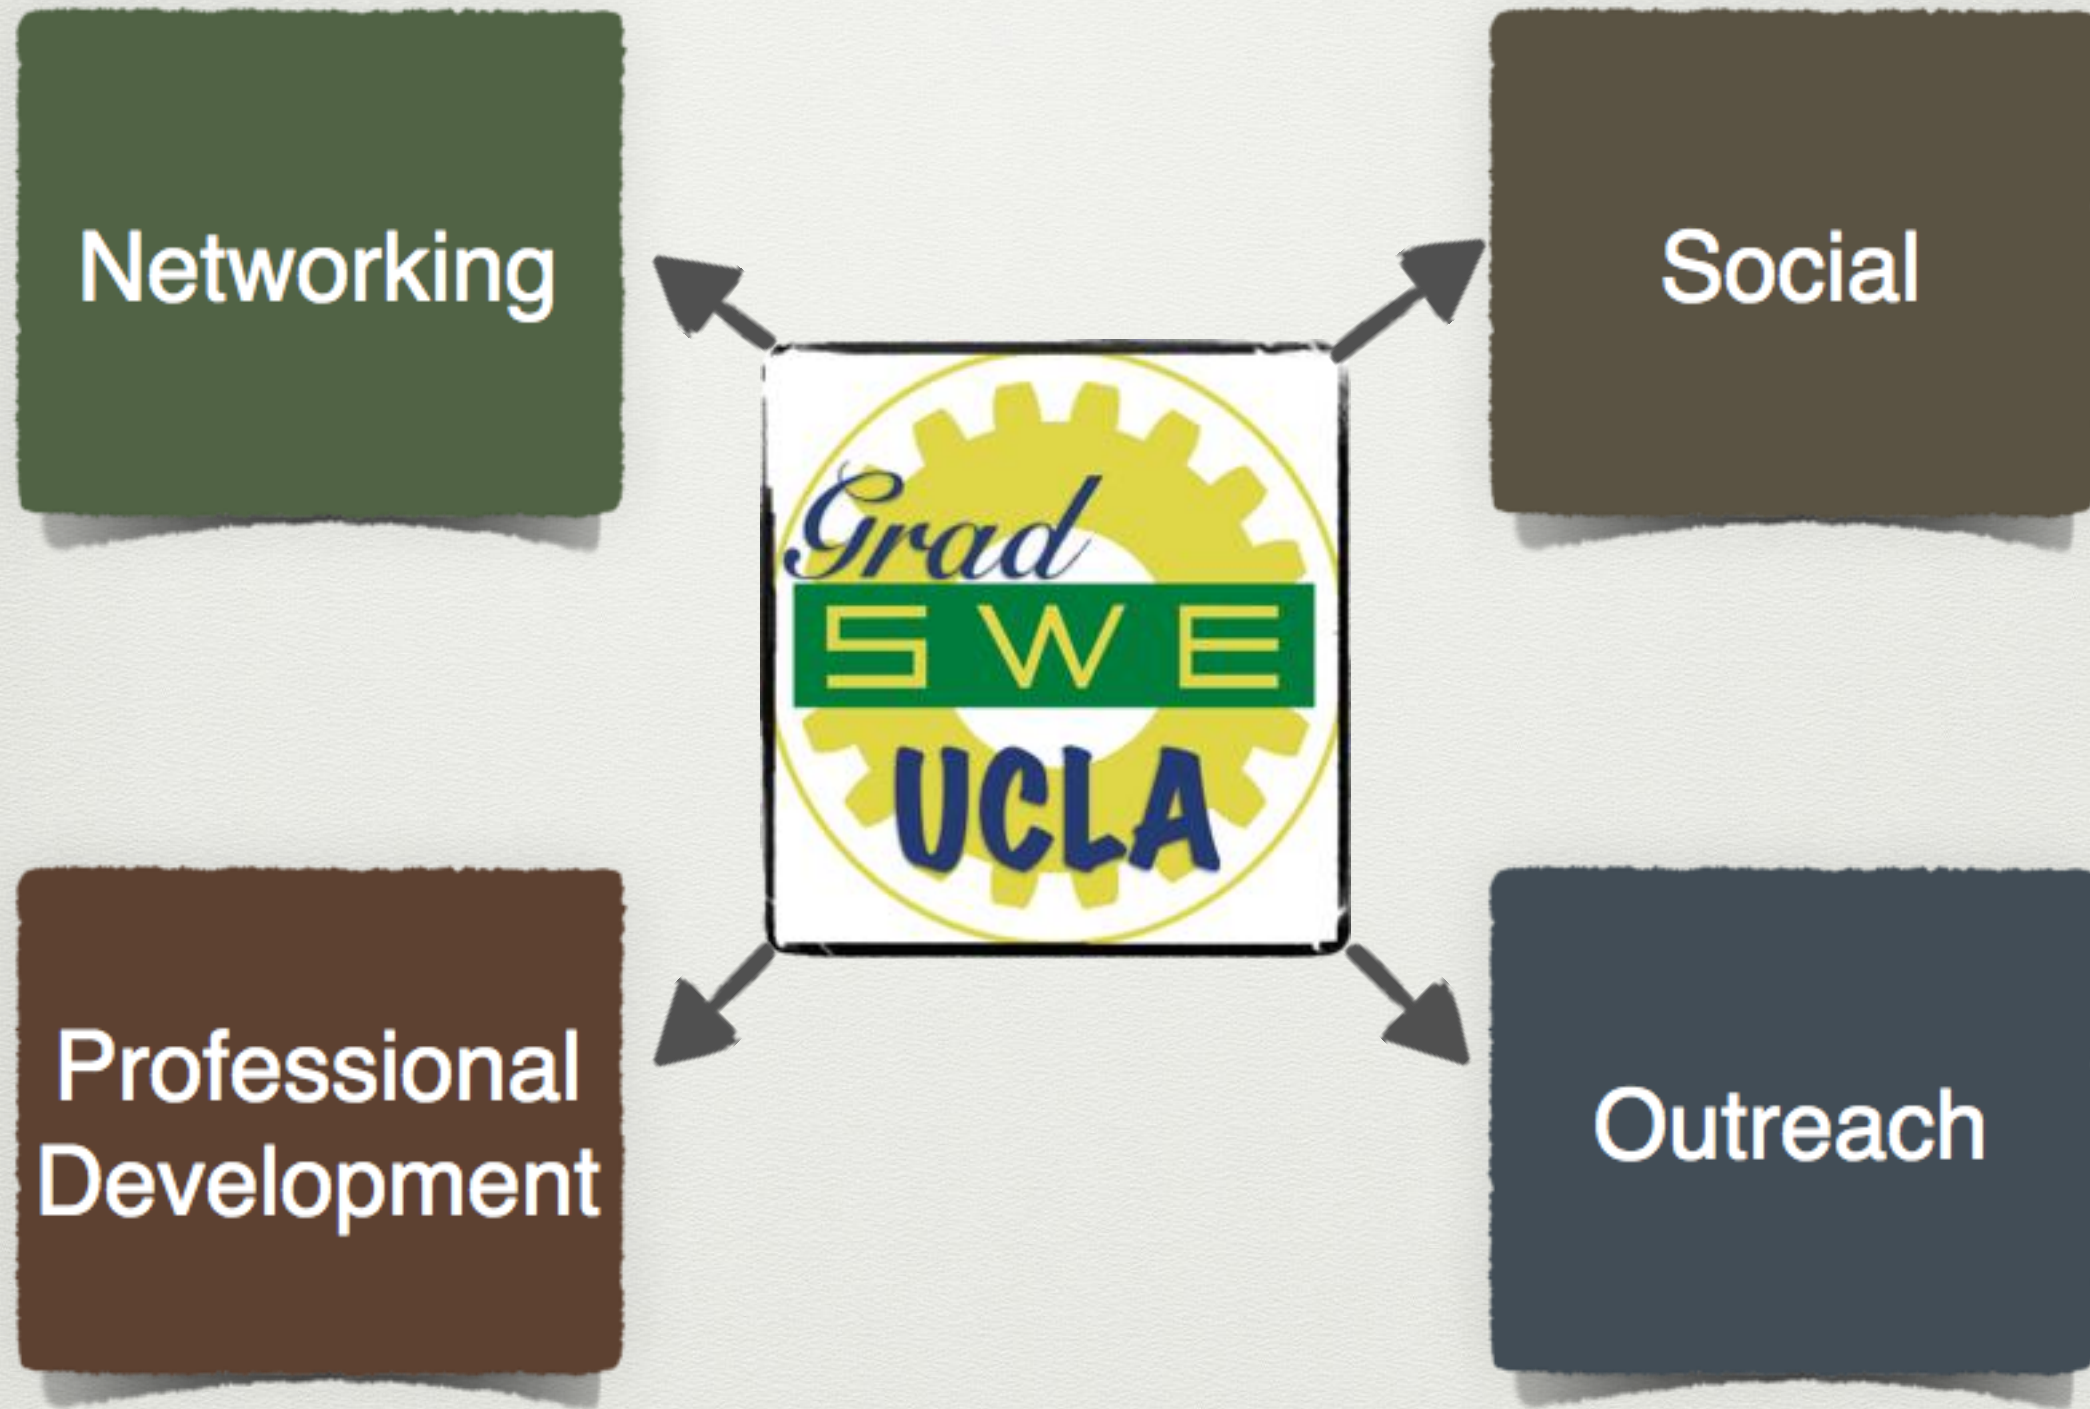 Networking
Social
Grad
SWE
UCLA
Professional
Development
Outreach